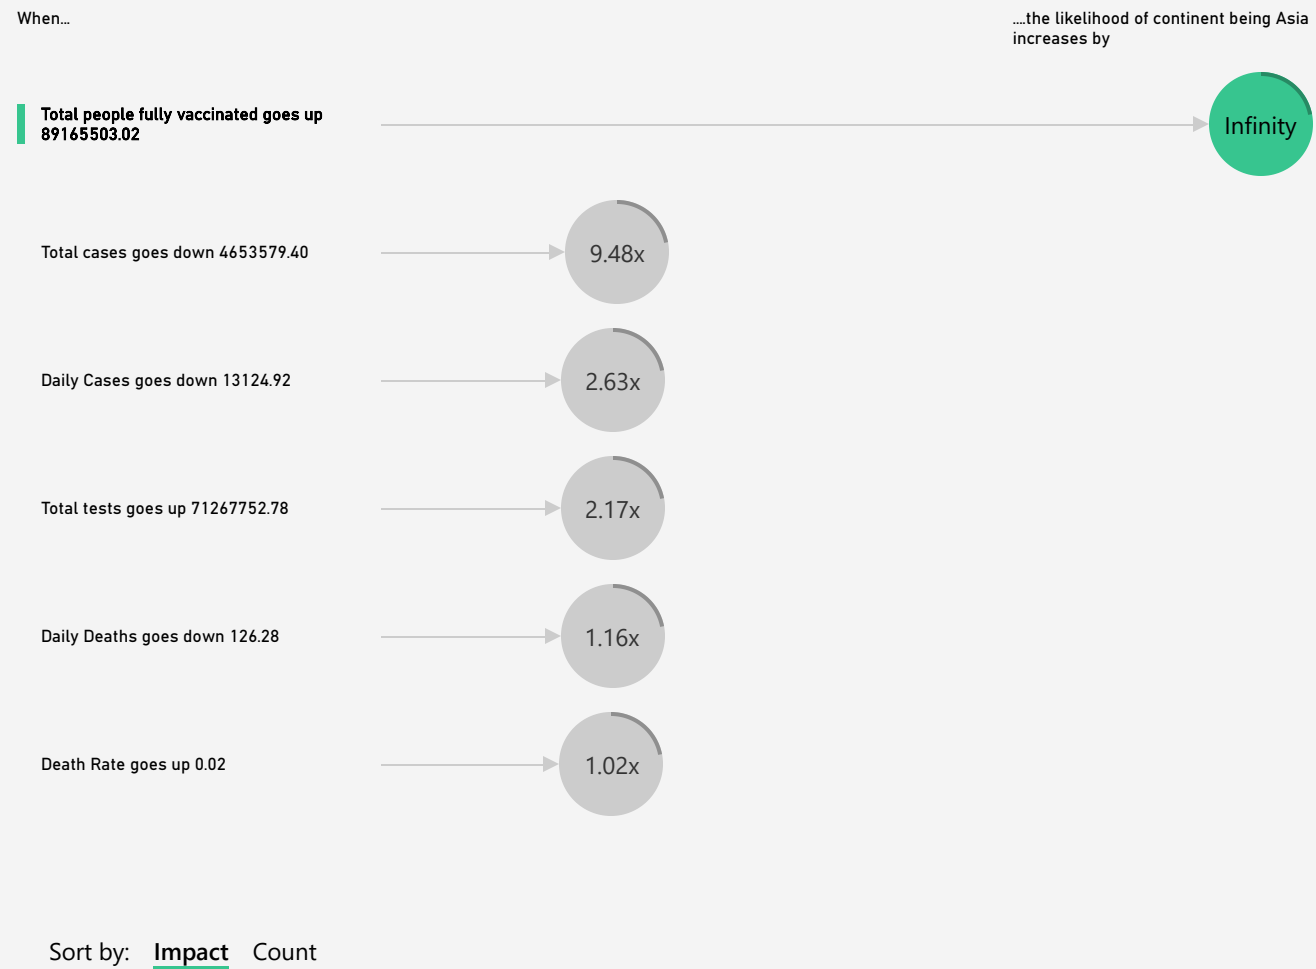 When...
....the likelihood of continent being Asia
increases by
Total people fully vaccinated goes up
89165503.02
Infinity
Total cases goes down 4653579.40
9.48x
Daily Cases goes down 13124.92
2.63x
Total tests goes up 71267752.78
2.17x
Daily Deaths goes down 126.28
1.16x
Death Rate goes up 0.02
1.02x
Sort by: Impact Count